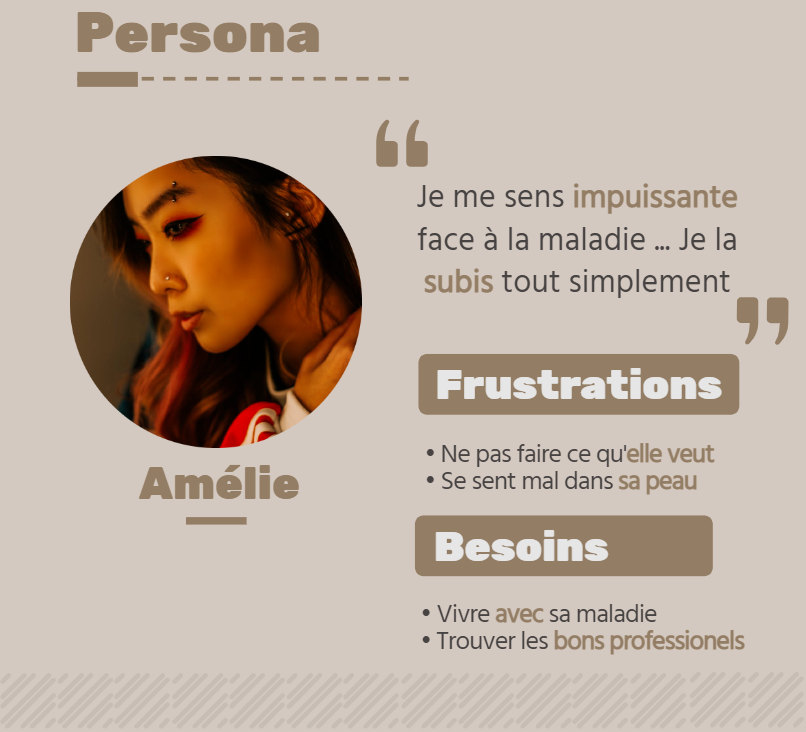 Persona
“
Je me sens impuissante
face à la maladie ... Je la
subis tout simplement
”
Amélie
Frustrations
• Ne pas faire ce qu'elle veut
• Se sent mal dans sa peau
Besoins
• Vivre avec sa maladie
• Trouver les bons professionels